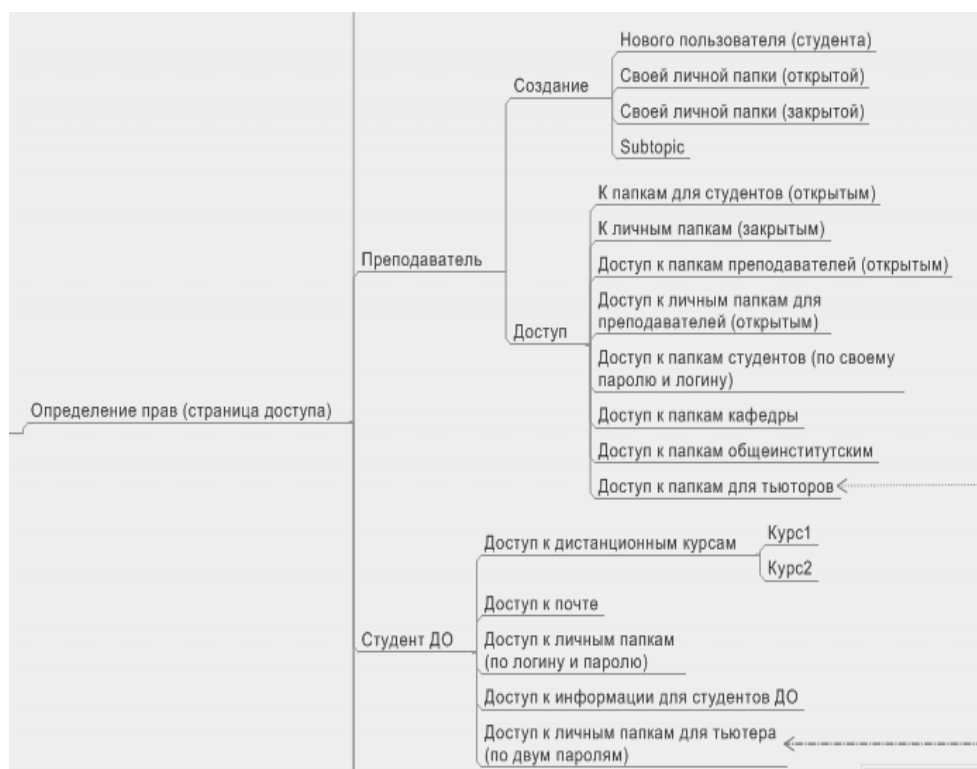 Нового пользователя (студента)
Своей личной папки (открытой)
Создание
Своей личной папки (закрытой)
Subtopic
К папкам для студентов (открытым)
К личным папкам (закрытым)
Преподаватель
Доступ к папкам преподавателей (открытым)
Доступ к личным папкам для
преподавателей (открытым)
Доступ
Доступ к папкам студентов (по своему
паролю и логину)
Определение прав (страница доступа)
Доступ к папкам кафедры
Доступ к папкам общеинститутским
Доступ к папкам для тьюторов
Доступ к дистанционным курсам
Курс1
Курс2
Доступ к почте
Студент ДО
Доступ к личным папкам
(по логину и паролю)
Доступ к информации для студентов ДО
Доступ к личным папкам для тьютера
(по двум паролям)